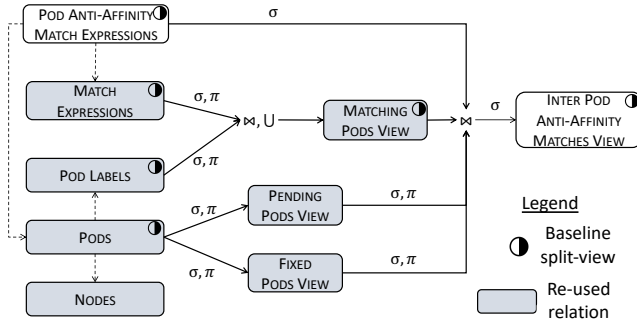 POD ANTI-AFFINITY
MATCH EXPRESSIONS
σ
MATCH
EXPRESSIONS
σ, π
⋈, ∪
MATCHING
PODS VIEW
⋈
σ
INTER POD
ANTI-AFFINITY
MATCHES VIEW
σ, π
POD LABELS
PODS
σ, π
PENDING
PODS VIEW
σ, π
σ, π
FIXED
PODS VIEW
σ, π
NODES
Legend
Baseline
split-view
Re-used
relation